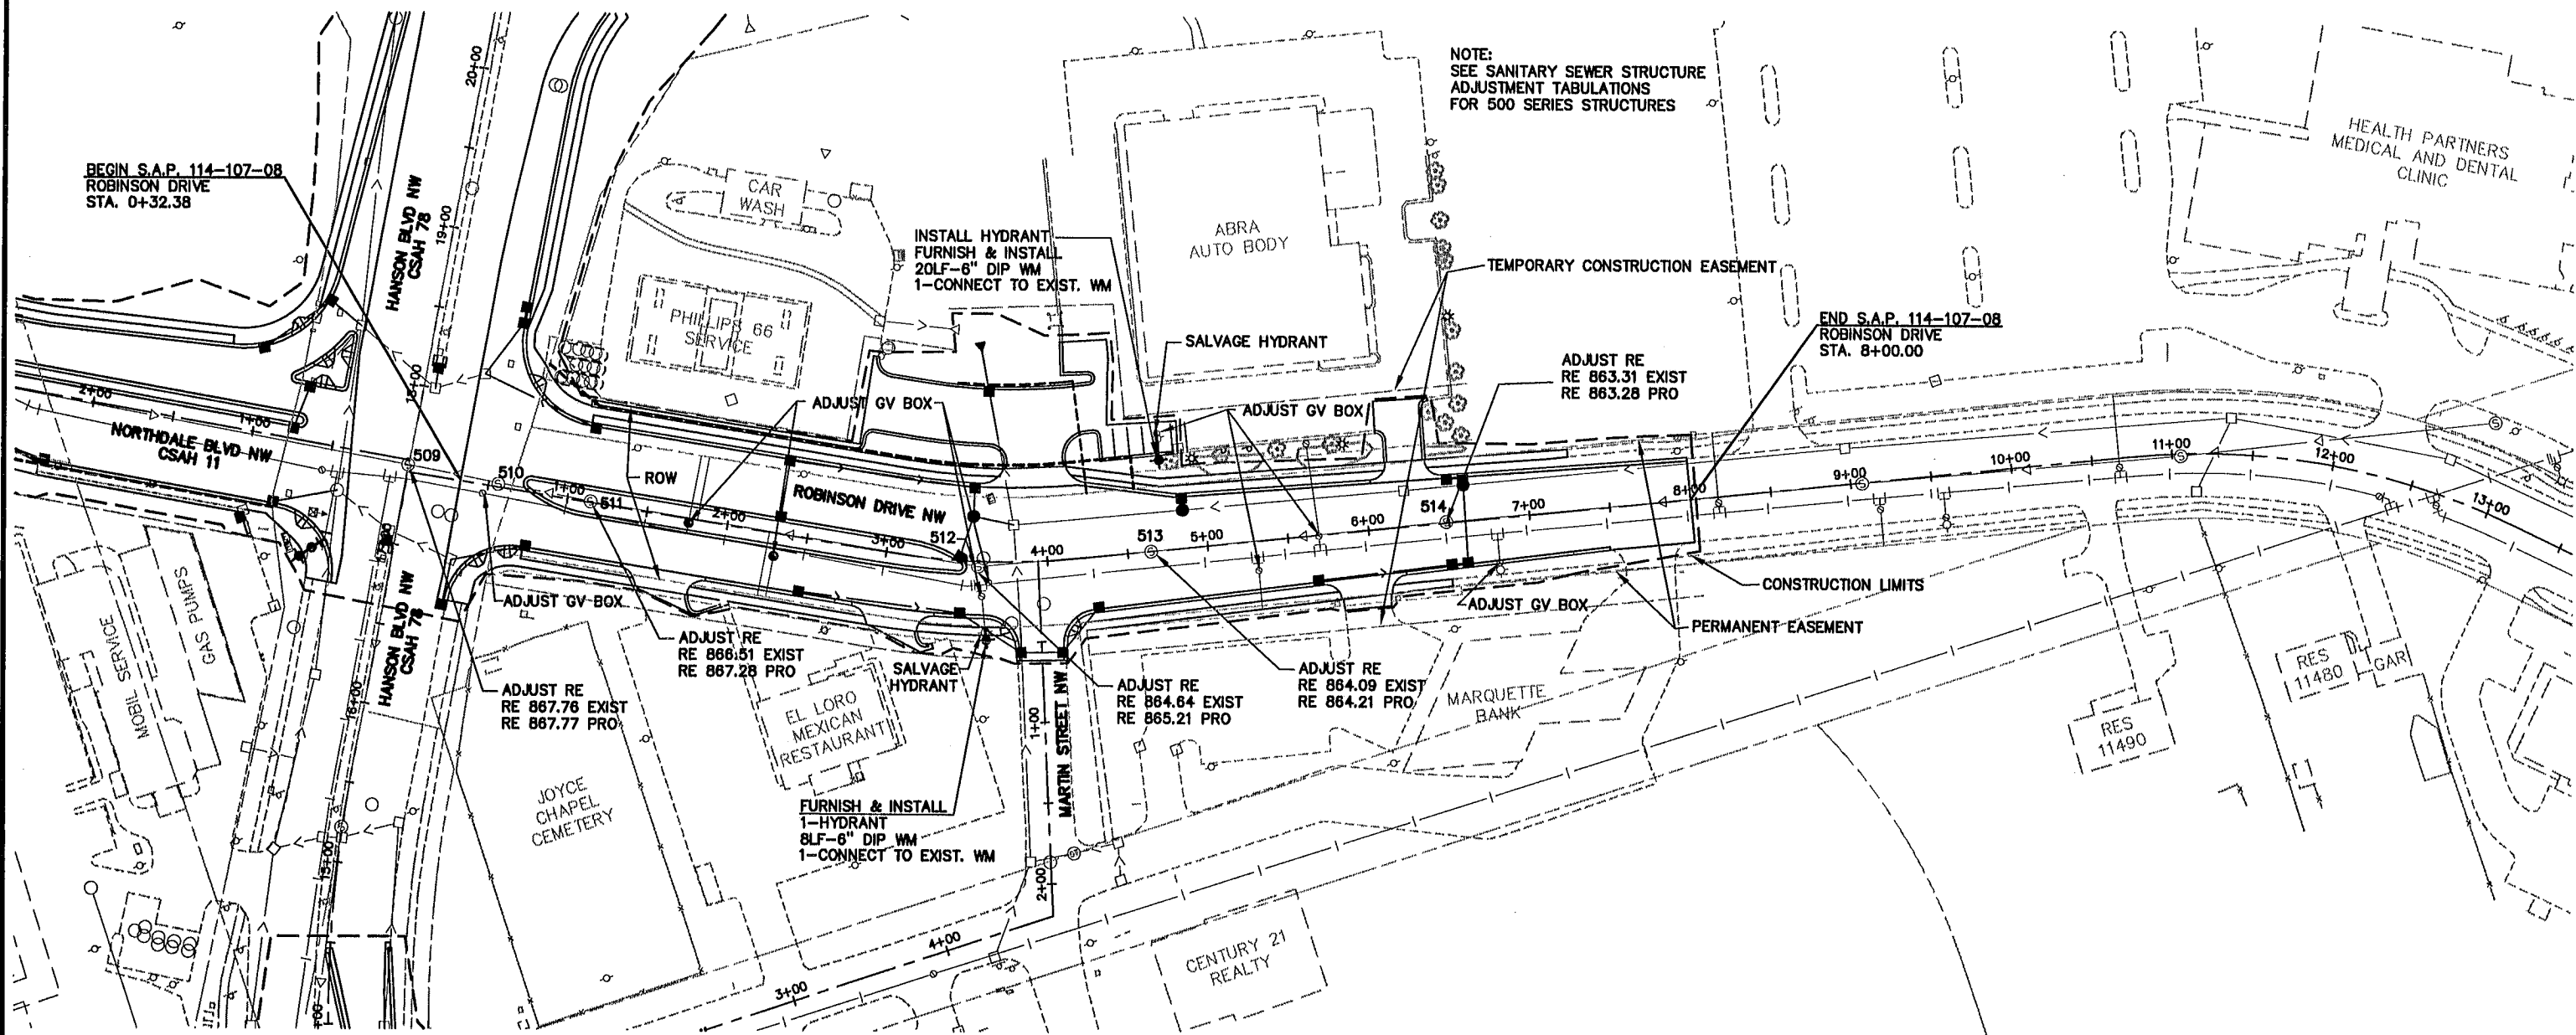 NOTE:
SEE SANITARY SEWER STRUCTURE
ADJUSTMENT TABULATIONS
FOR 500 SERIES STRUCTURES
HEALTH PARTNERS
MEDICAL AND DENTAL
CLINIC
BEGIN S.A.P. 114-107-08
ROBINSON DRIVE
STA. 0+32.38
HANSON BLVD NW
CSAH 78
20+00
19+00
18+00
CAR
WASH
PHILLIPS 66
SERVICE
INSTALL HYDRANT
FURNISH & INSTALL
20LF-6" DIP WM
1-CONNECT TO EXIST. WM
ABRA
AUTO BODY
TEMPORARY CONSTRUCTION EASEMENT
SALVAGE HYDRANT
END S.A.P. 114-107-08
ROBINSON DRIVE
STA. 8+00.00
ADJUST RE
RE 863.31 EXIST
RE 863.28 PRO
ADJUST GV BOX
ADJUST GV BOX
2+00
1+00
NORTHDALE BLVD NW
CSAH 11
509
510
1+00
511
ROW
2+00
ROBINSON DRIVE NW
3+00
512
4+00
513
5+00
6+00
514
7+00
8+00
9+00
10+00
11+00
12+00
13+00
MOBIL SERVICE
GAS PUMPS
HANSON BLVD NW
CSAH 78
16+00
15+00
ADJUST GV BOX
ADJUST RE
RE 866.51 EXIST
RE 867.28 PRO
ADJUST RE
RE 867.76 EXIST
RE 867.77 PRO
SALVAGE
HYDRANT
EL LORO
MEXICAN
RESTAURANT
JOYCE
CHAPEL
CEMETERY
FURNISH & INSTALL
1-HYDRANT
8LF-6" DIP WM
1-CONNECT TO EXIST. WM
1+00
MARTIN STREET NW
2+00
ADJUST RE
RE 864.64 EXIST
RE 865.21 PRO
ADJUST RE
RE 864.09 EXIST
RE 864.21 PRO
MARQUETTE
BANK
ADJUST GV BOX
CONSTRUCTION LIMITS
PERMANENT EASEMENT
RES
11480
GAR
RES
11490
CENTURY 21
REALTY
4+00
3+00